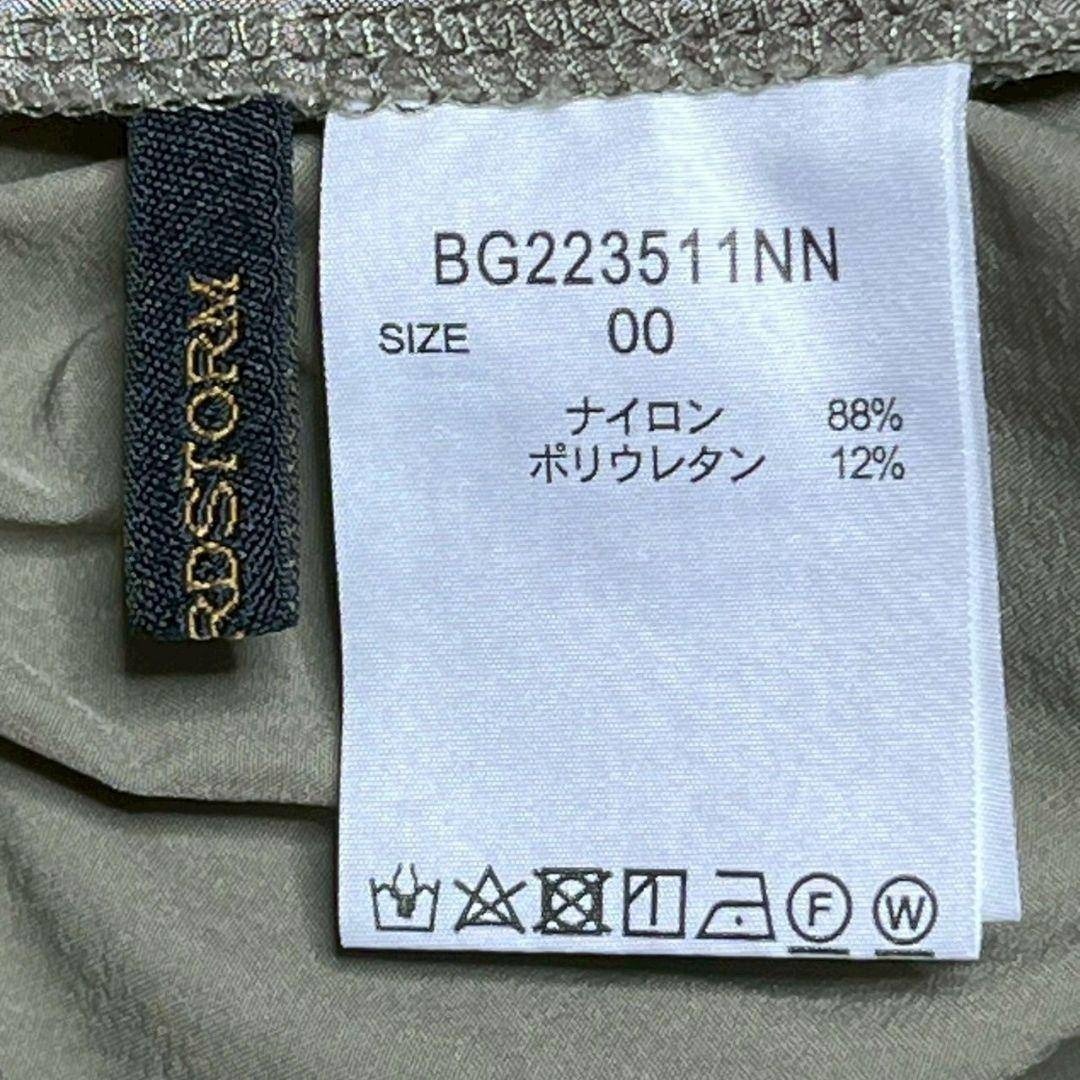 RDSTORM
BG223511NN
SIZE 00
ナイロン 88%
ポリウレタン 12%
F W